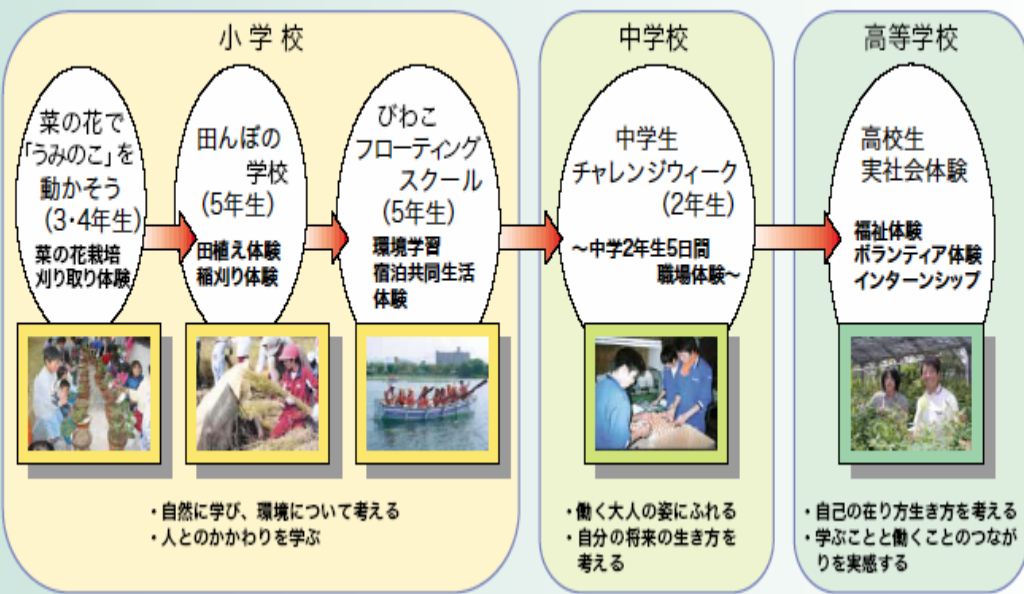 小学校
菜の花で
「うみのこ」を
動かそう
(3・4年生)
菜の花栽培
刈り取り体験
田んぼの
学校
(5年生)
田植え体験
稲刈り体験
びわこ
フローティング
スクール
(5年生)
環境学習
宿泊共同生活
体験
・自然に学び、環境について考える
・人とのかかわりを学ぶ
中学校
中学生
チャレンジウィーク
(2年生)
〜中学2年生5日間
職場体験〜
・働く大人の姿にふれる
・自分の将来の生き方を
考える
高等学校
高校生
実社会体験
福祉体験
ボランティア体験
インターンシップ
・自己の在り方生き方を考える
・学ぶことと働くことのつなが
りを実感する